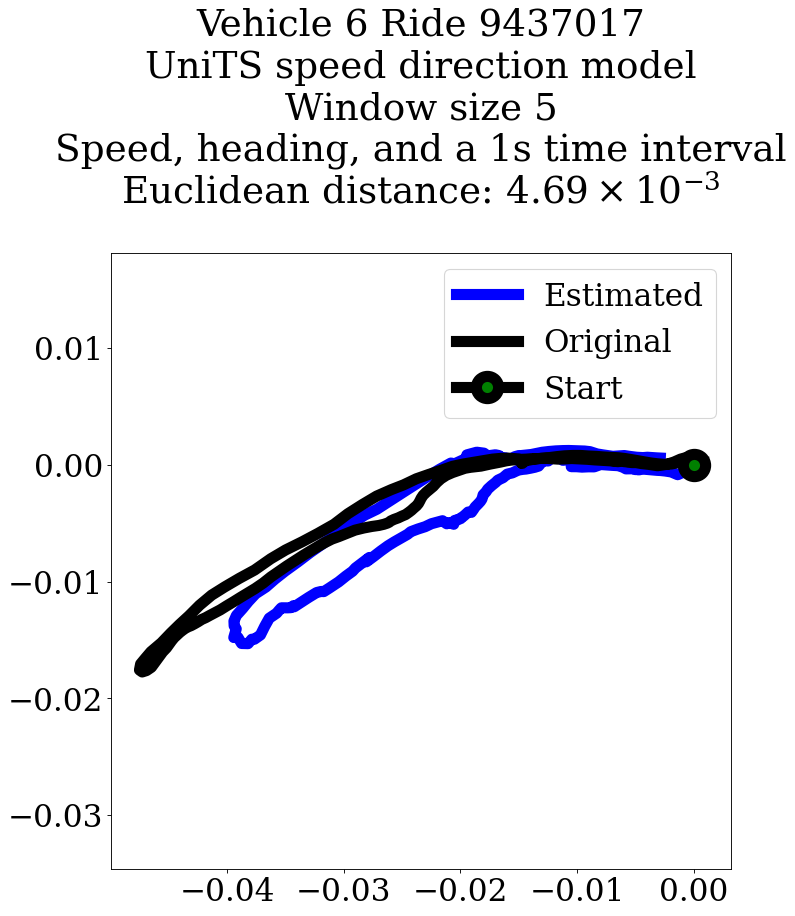 Vehicle 6 Ride 9437017
UniTS speed direction model
Window size 5
Speed, heading, and a 1s time interval
Euclidean distance: 4.69 × 10⁻³
Estimated
Original
Start
0.01
0.00
−0.01
−0.02
−0.03
−0.04 −0.03 −0.02 −0.01 0.00